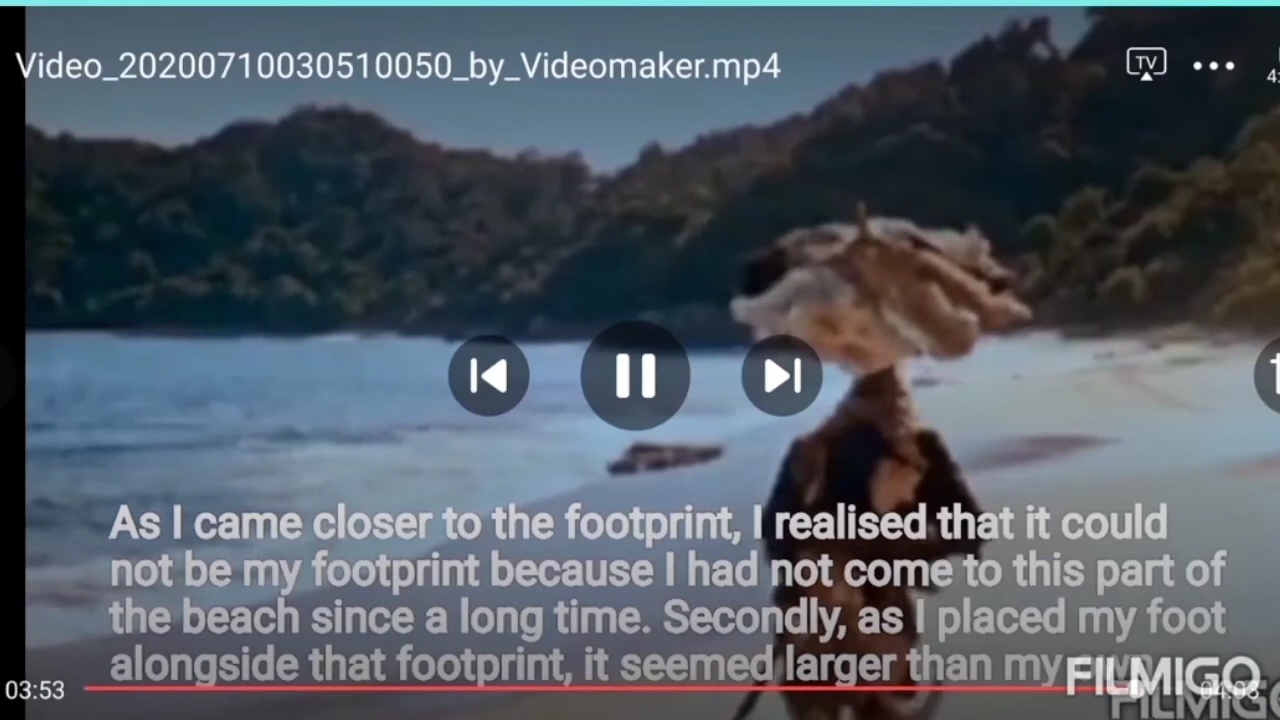 Video_20200710030510050_by_Videomaker.mp4
TV
As I came closer to the footprint, I realised that it could
not be my footprint because I had not come to this part of
the beach since a long time. Secondly, as I placed my foot
alongside that footprint, it seemed larger than my
FILMIGO
03:53
04:03
FILMIGO